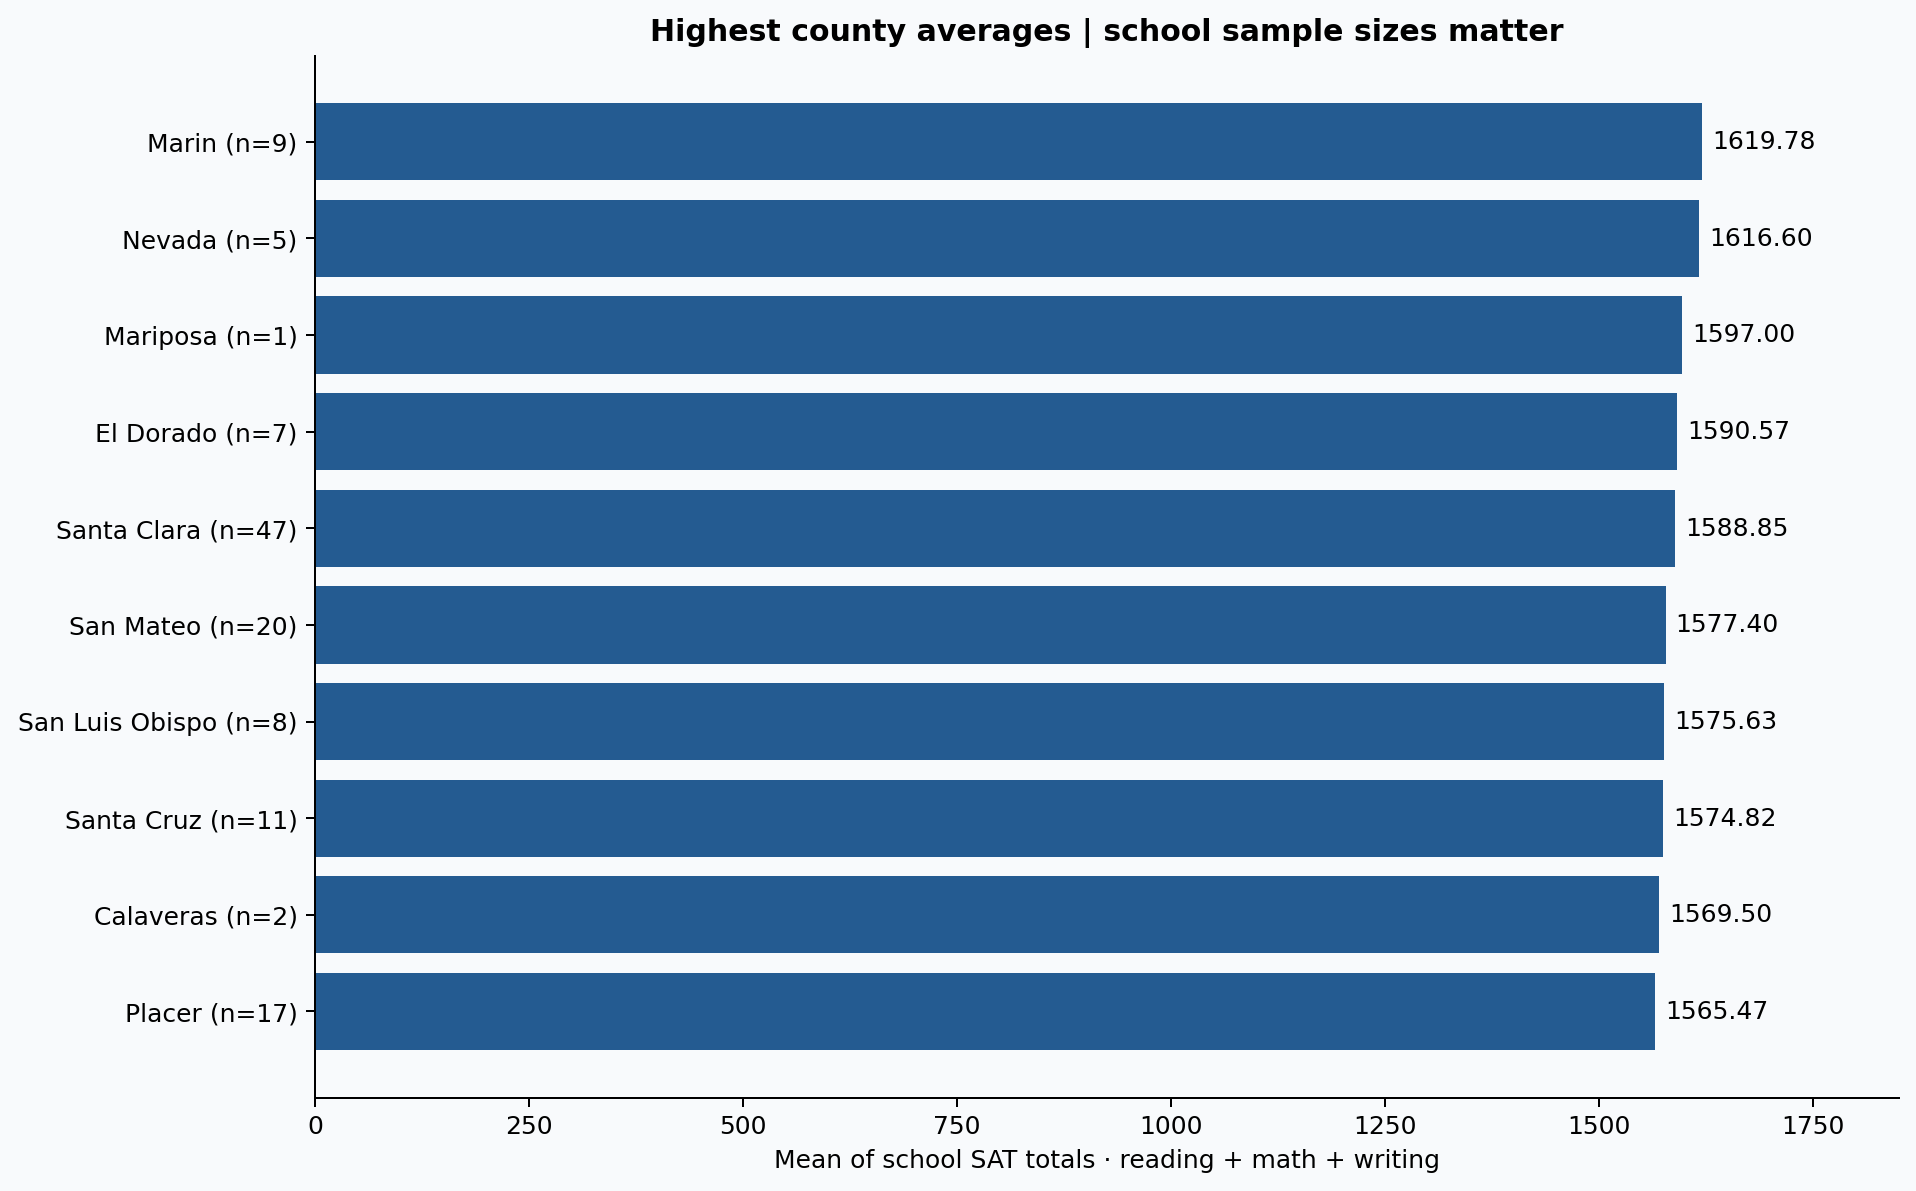 Highest county averages | school sample sizes matter
Marin (n=9) 1619.78
Nevada (n=5) 1616.60
Mariposa (n=1) 1597.00
El Dorado (n=7) 1590.57
Santa Clara (n=47) 1588.85
San Mateo (n=20) 1577.40
San Luis Obispo (n=8) 1575.63
Santa Cruz (n=11) 1574.82
Calaveras (n=2) 1569.50
Placer (n=17) 1565.47
0 250 500 750 1000 1250 1500 1750
Mean of school SAT totals · reading + math + writing